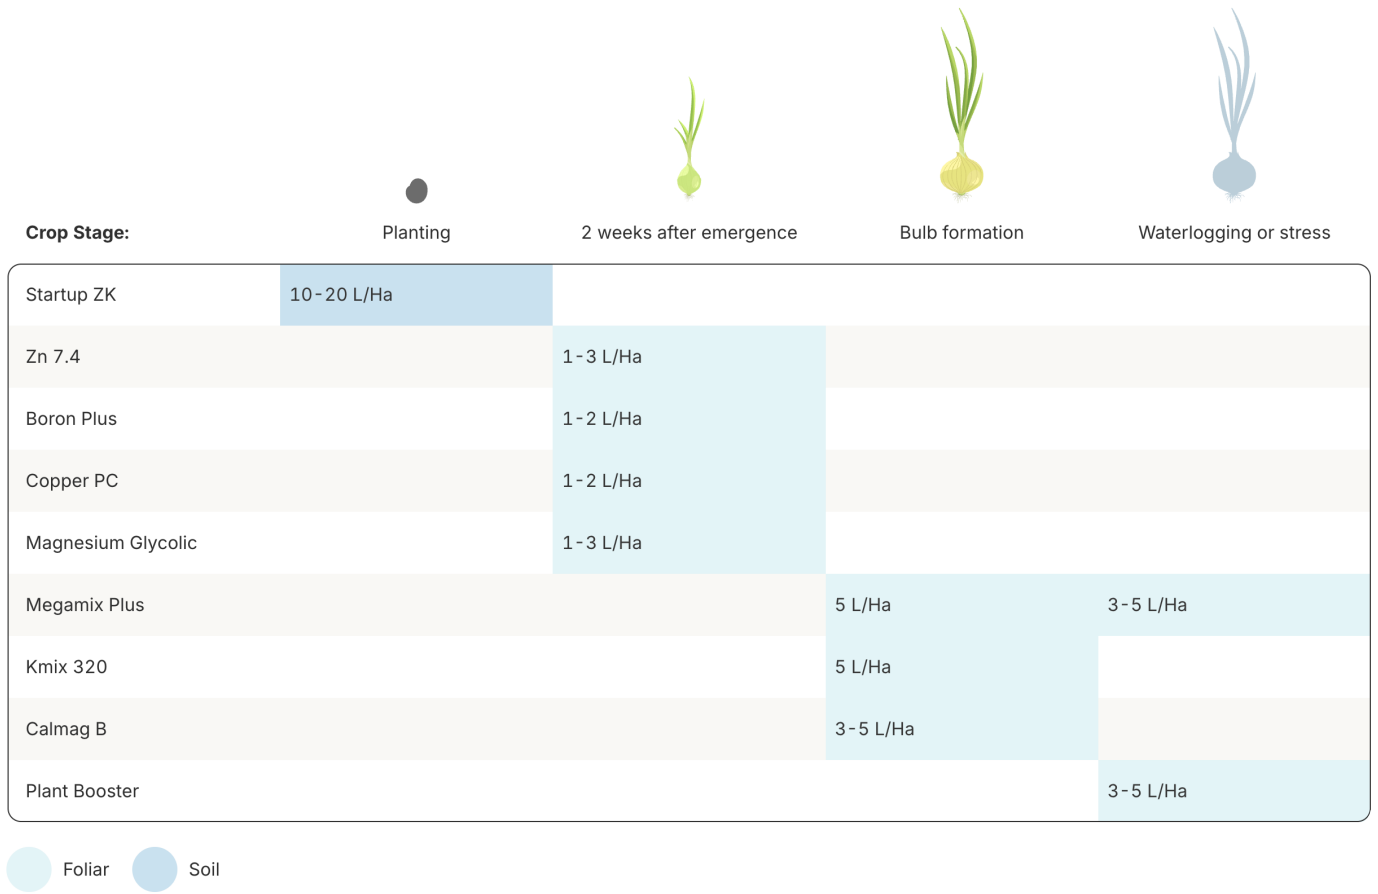 Crop Stage: Planting 2 weeks after emergence Bulb formation Waterlogging or stress
Startup ZK 10-20 L/Ha
Zn 7.4 1-3 L/Ha
Boron Plus 1-2 L/Ha
Copper PC 1-2 L/Ha
Magnesium Glycolic 1-3 L/Ha
Megamix Plus 5 L/Ha 3-5 L/Ha
Kmix 320 5 L/Ha
Calmag B 3-5 L/Ha
Plant Booster 3-5 L/Ha
Foliar Soil